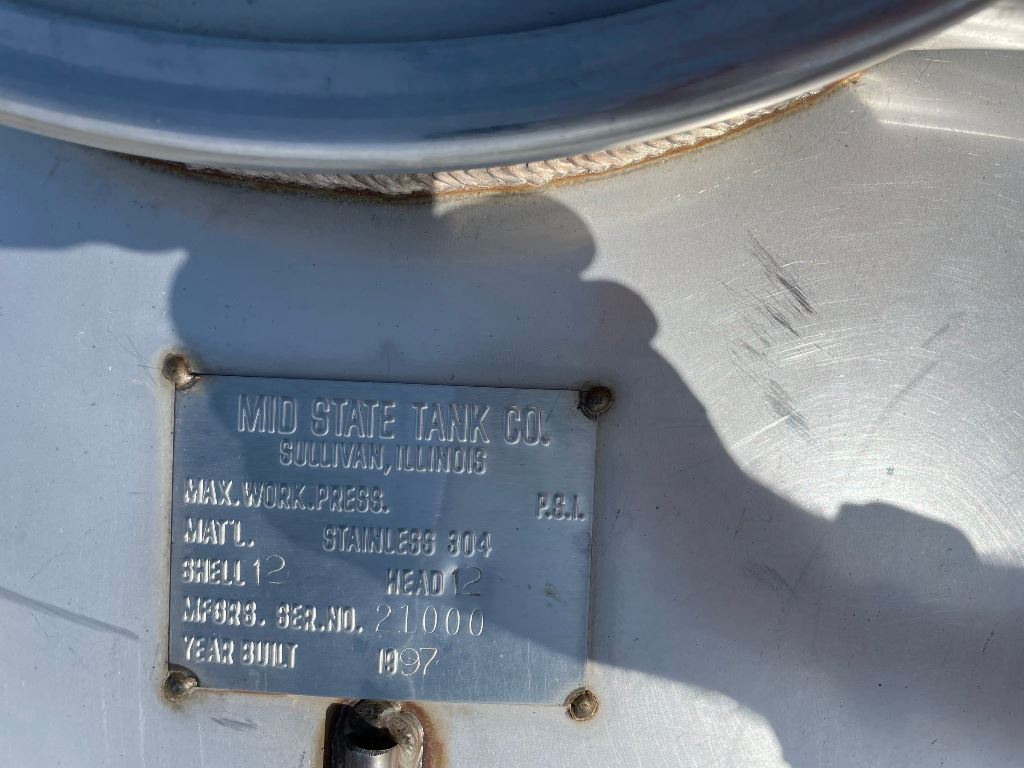 MID STATE TANK CO.
SULLIVAN, ILLINOIS
MAX. WORK. PRESS. P.S.I.
MAT'L. STAINLESS 304
SHELL 12 HEAD 12
MFGRS. SER. NO. 21000
YEAR BUILT 1997